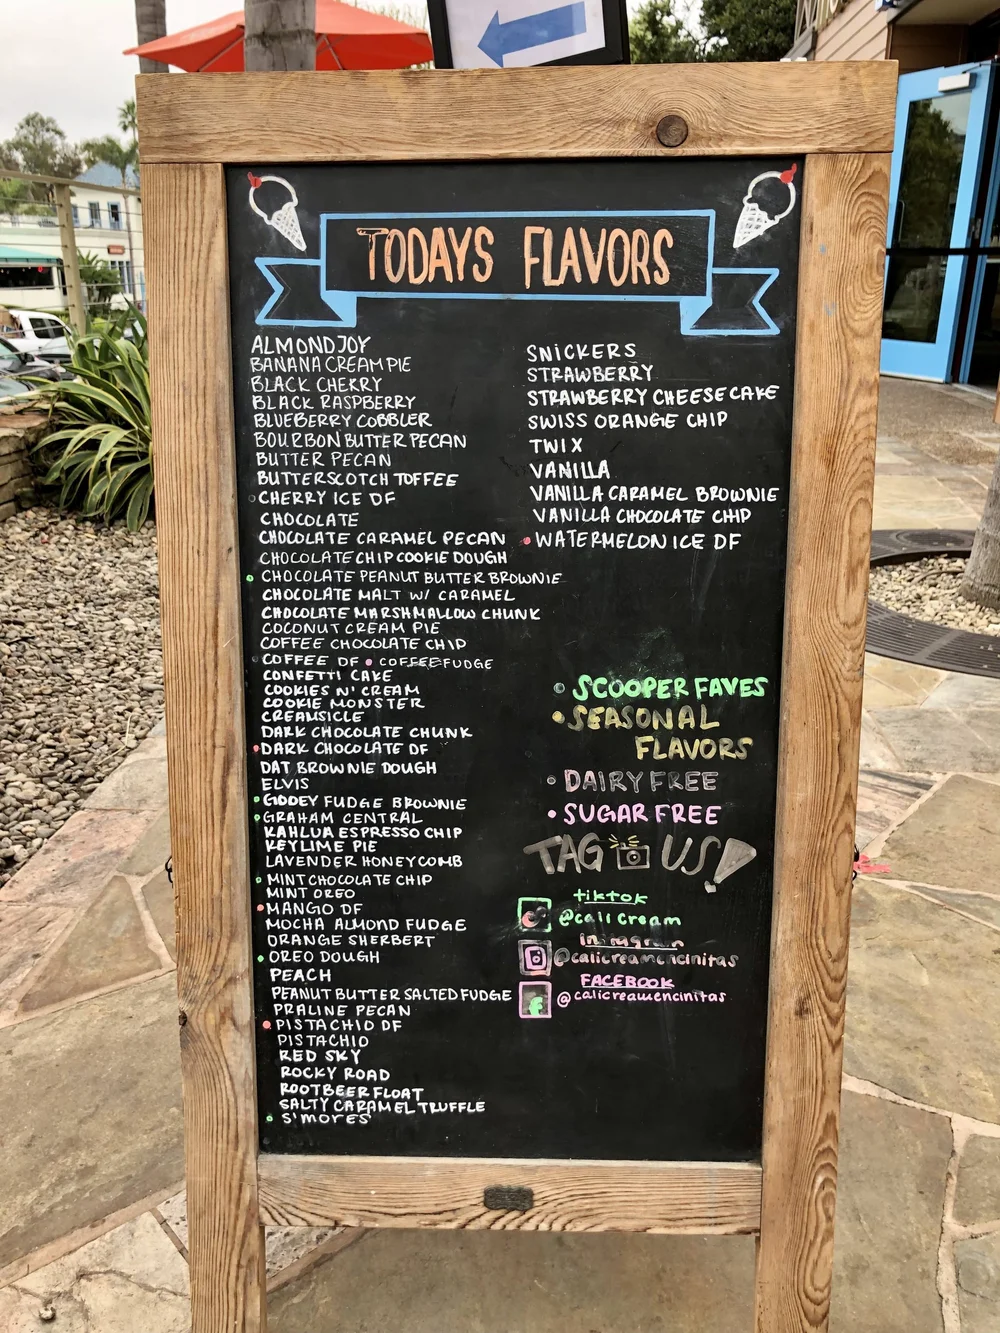 TODAYS FLAVORS
ALMOND JOY
BANANA CREAM PIE
BLACK CHERRY
BLACK RASPBERRY
BLUEBERRY COBBLER
BOURBON BUTTER PECAN
BUTTER PECAN
BUTTERSCOTCH TOFFEE
CHERRY ICE DF
CHOCOLATE
CHOCOLATE CARAMEL PECAN
CHOCOLATE CHIP COOKIE DOUGH
CHOCOLATE PEANUT BUTTER BROWNIE
CHOCOLATE MALT W/ CARAMEL
CHOCOLATE MARSHMALLOW CHUNK
COCONUT CREAM PIE
COFFEE CHOCOLATE CHIP
COFFEE DF • COFFEE FUDGE
CONFETTI CAKE
COOKIES N' CREAM
COOKIE MONSTER
CREAMSICLE
DARK CHOCOLATE CHUNK
DARK CHOCOLATE DF
DAT BROWNIE DOUGH
ELVIS
GOOEY FUDGE BROWNIE
GRAHAM CENTRAL
KAHLUA ESPRESSO CHIP
KEYLIME PIE
LAVENDER HONEYCOMB
MINT CHOCOLATE CHIP
MINT OREO
MANGO DF
MOCHA ALMOND FUDGE
ORANGE SHERBERT
OREO DOUGH
PEACH
PEANUT BUTTER SALTED FUDGE
PRALINE PECAN
PISTACHIO DF
PISTACHIO
RED SKY
ROCKY ROAD
ROOTBEER FLOAT
SALTY CARAMEL TRUFFLE
S'MORES
SNICKERS
STRAWBERRY
STRAWBERRY CHEESECAKE
SWISS ORANGE CHIP
TWIX
VANILLA
VANILLA CARAMEL BROWNIE
VANILLA CHOCOLATE CHIP
WATERMELON ICE DF
• SCOOPER FAVES
• SEASONAL
FLAVORS
• DAIRY FREE
• SUGAR FREE
TAG US!
tiktok
@cali cream
instagram
@calicreamencinitas
FACEBOOK
@calicreamencinitas